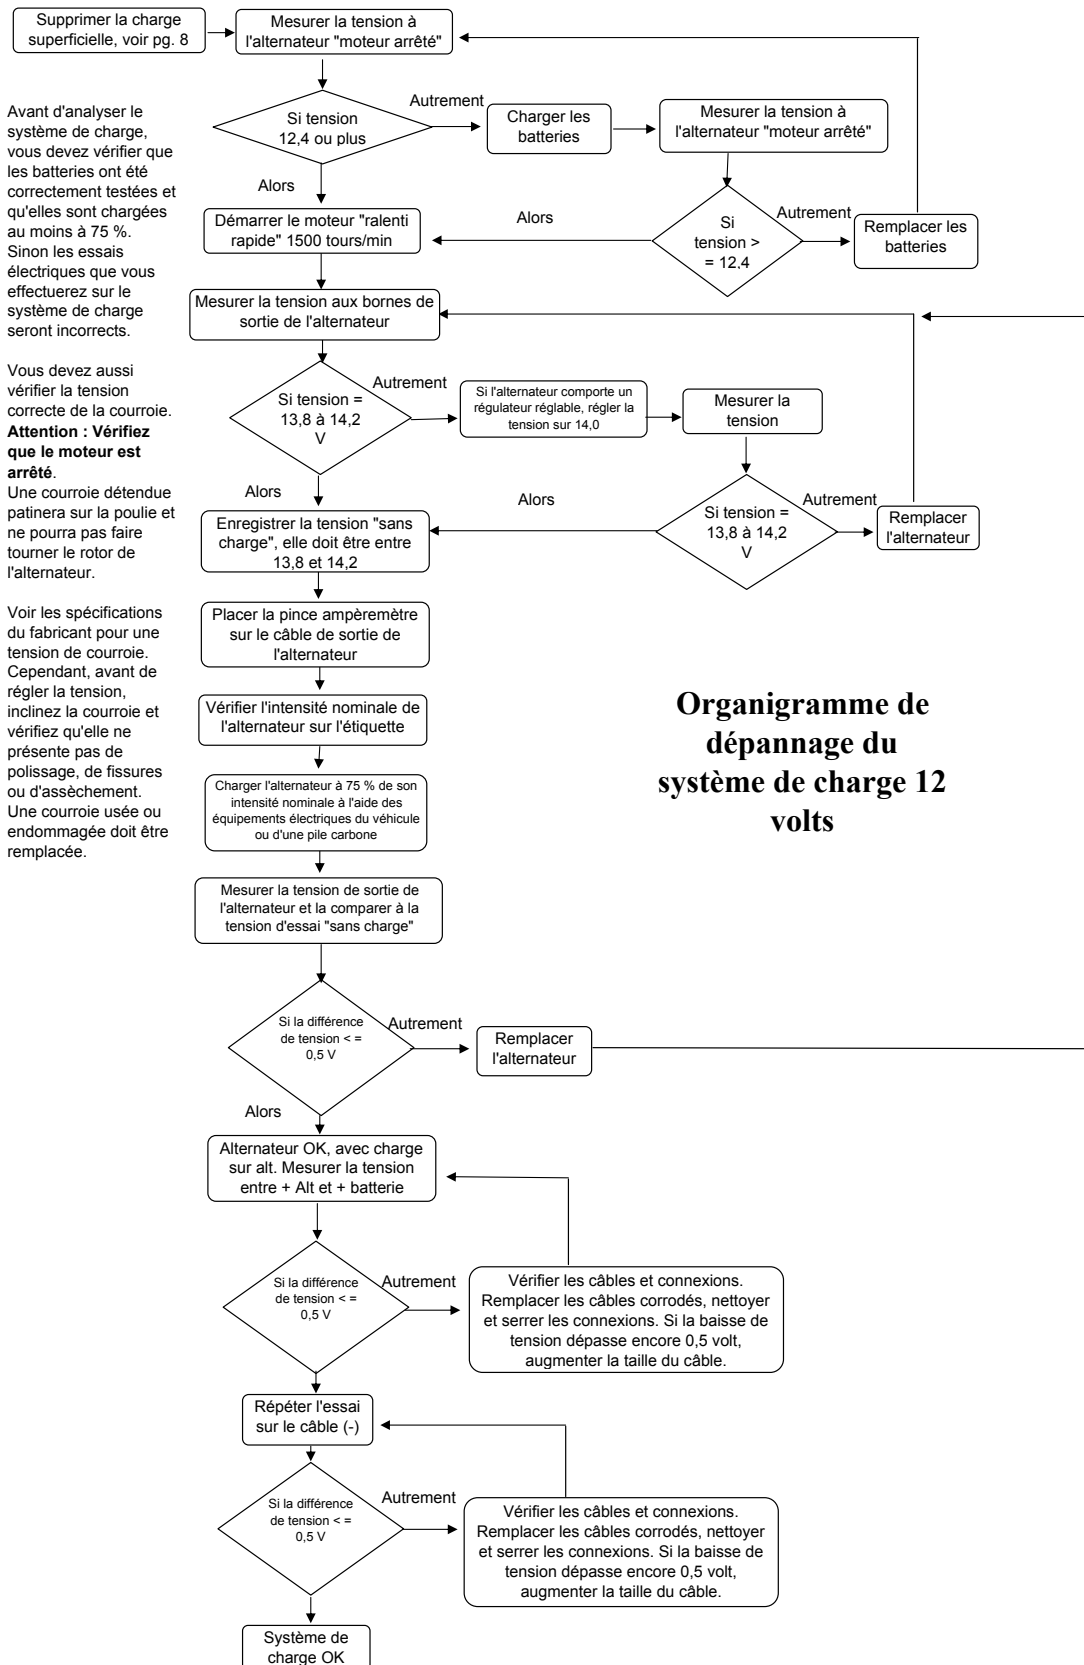 Supprimer la charge
superficielle, voir pg. 8
Mesurer la tension à
l'alternateur "moteur arrêté"
Avant d'analyser le
système de charge,
vous devez vérifier que
les batteries ont été
correctement testées et
qu'elles sont chargées
au moins à 75 %.
Sinon les essais
électriques que vous
effectuerez sur le
système de charge
seront incorrects.
Vous devez aussi
vérifier la tension
correcte de la courroie.
Attention : Vérifiez
que le moteur est
arrêté.
Une courroie détendue
patinera sur la poulie et
ne pourra pas faire
tourner le rotor de
l'alternateur.
Voir les spécifications
du fabricant pour une
tension de courroie.
Cependant, avant de
régler la tension,
inclinez la courroie et
vérifiez qu'elle ne
présente pas de
polissage, de fissures
ou d'assèchement.
Une courroie usée ou
endommagée doit être
remplacée.
Si tension
12,4 ou plus
Autrement
Charger les
batteries
Mesurer la tension à
l'alternateur "moteur arrêté"
Alors
Démarrer le moteur "ralenti
rapide" 1500 tours/min
Alors
Si
tension >
= 12,4
Autrement
Remplacer les
batteries
Mesurer la tension aux bornes de
sortie de l'alternateur
Si tension =
13,8 à 14,2
V
Autrement
Si l'alternateur comporte un
régulateur réglable, régler la
tension sur 14,0
Mesurer la
tension
Alors
Enregistrer la tension "sans
charge", elle doit être entre
13,8 et 14,2
Alors
Si tension =
13,8 à 14,2
V
Autrement
Remplacer
l'alternateur
Placer la pince ampèremètre
sur le câble de sortie de
l'alternateur
Vérifier l'intensité nominale de
l'alternateur sur l'étiquette
Organigramme de
dépannage du
système de charge 12
volts
Charger l'alternateur à 75 % de son
intensité nominale à l'aide des
équipements électriques du véhicule
ou d'une pile carbone
Mesurer la tension de sortie de
l'alternateur et la comparer à la
tension d'essai "sans charge"
Si la différence
de tension < =
0,5 V
Autrement
Remplacer
l'alternateur
Alors
Alternateur OK, avec charge
sur alt. Mesurer la tension
entre + Alt et + batterie
Si la différence
de tension < =
0,5 V
Autrement
Vérifier les câbles et connexions.
Remplacer les câbles corrodés, nettoyer
et serrer les connexions. Si la baisse de
tension dépasse encore 0,5 volt,
augmenter la taille du câble.
Répéter l'essai
sur le câble (-)
Si la différence
de tension < =
0,5 V
Autrement
Vérifier les câbles et connexions.
Remplacer les câbles corrodés, nettoyer
et serrer les connexions. Si la baisse de
tension dépasse encore 0,5 volt,
augmenter la taille du câble.
Système de
charge OK